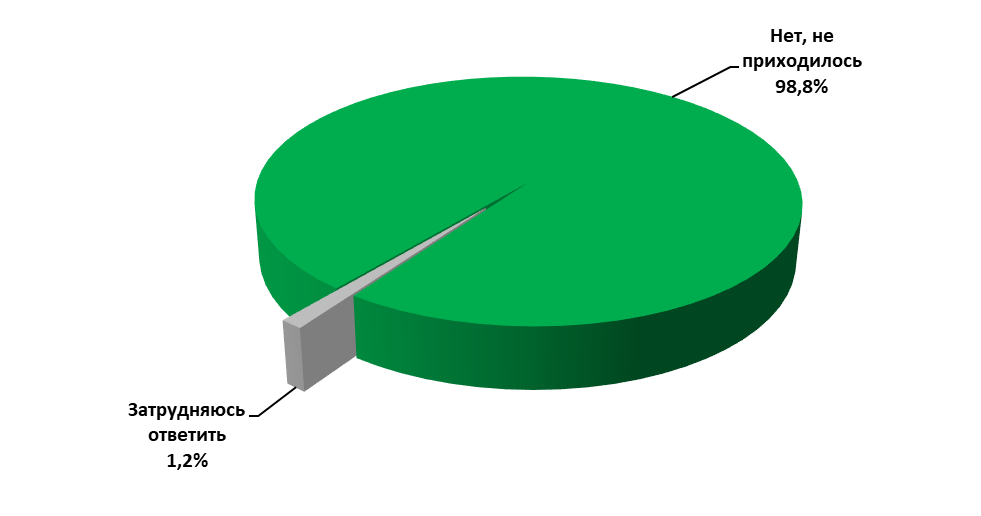 Нет, не
приходилось
98,8%
Затрудняюсь
ответить
1,2%